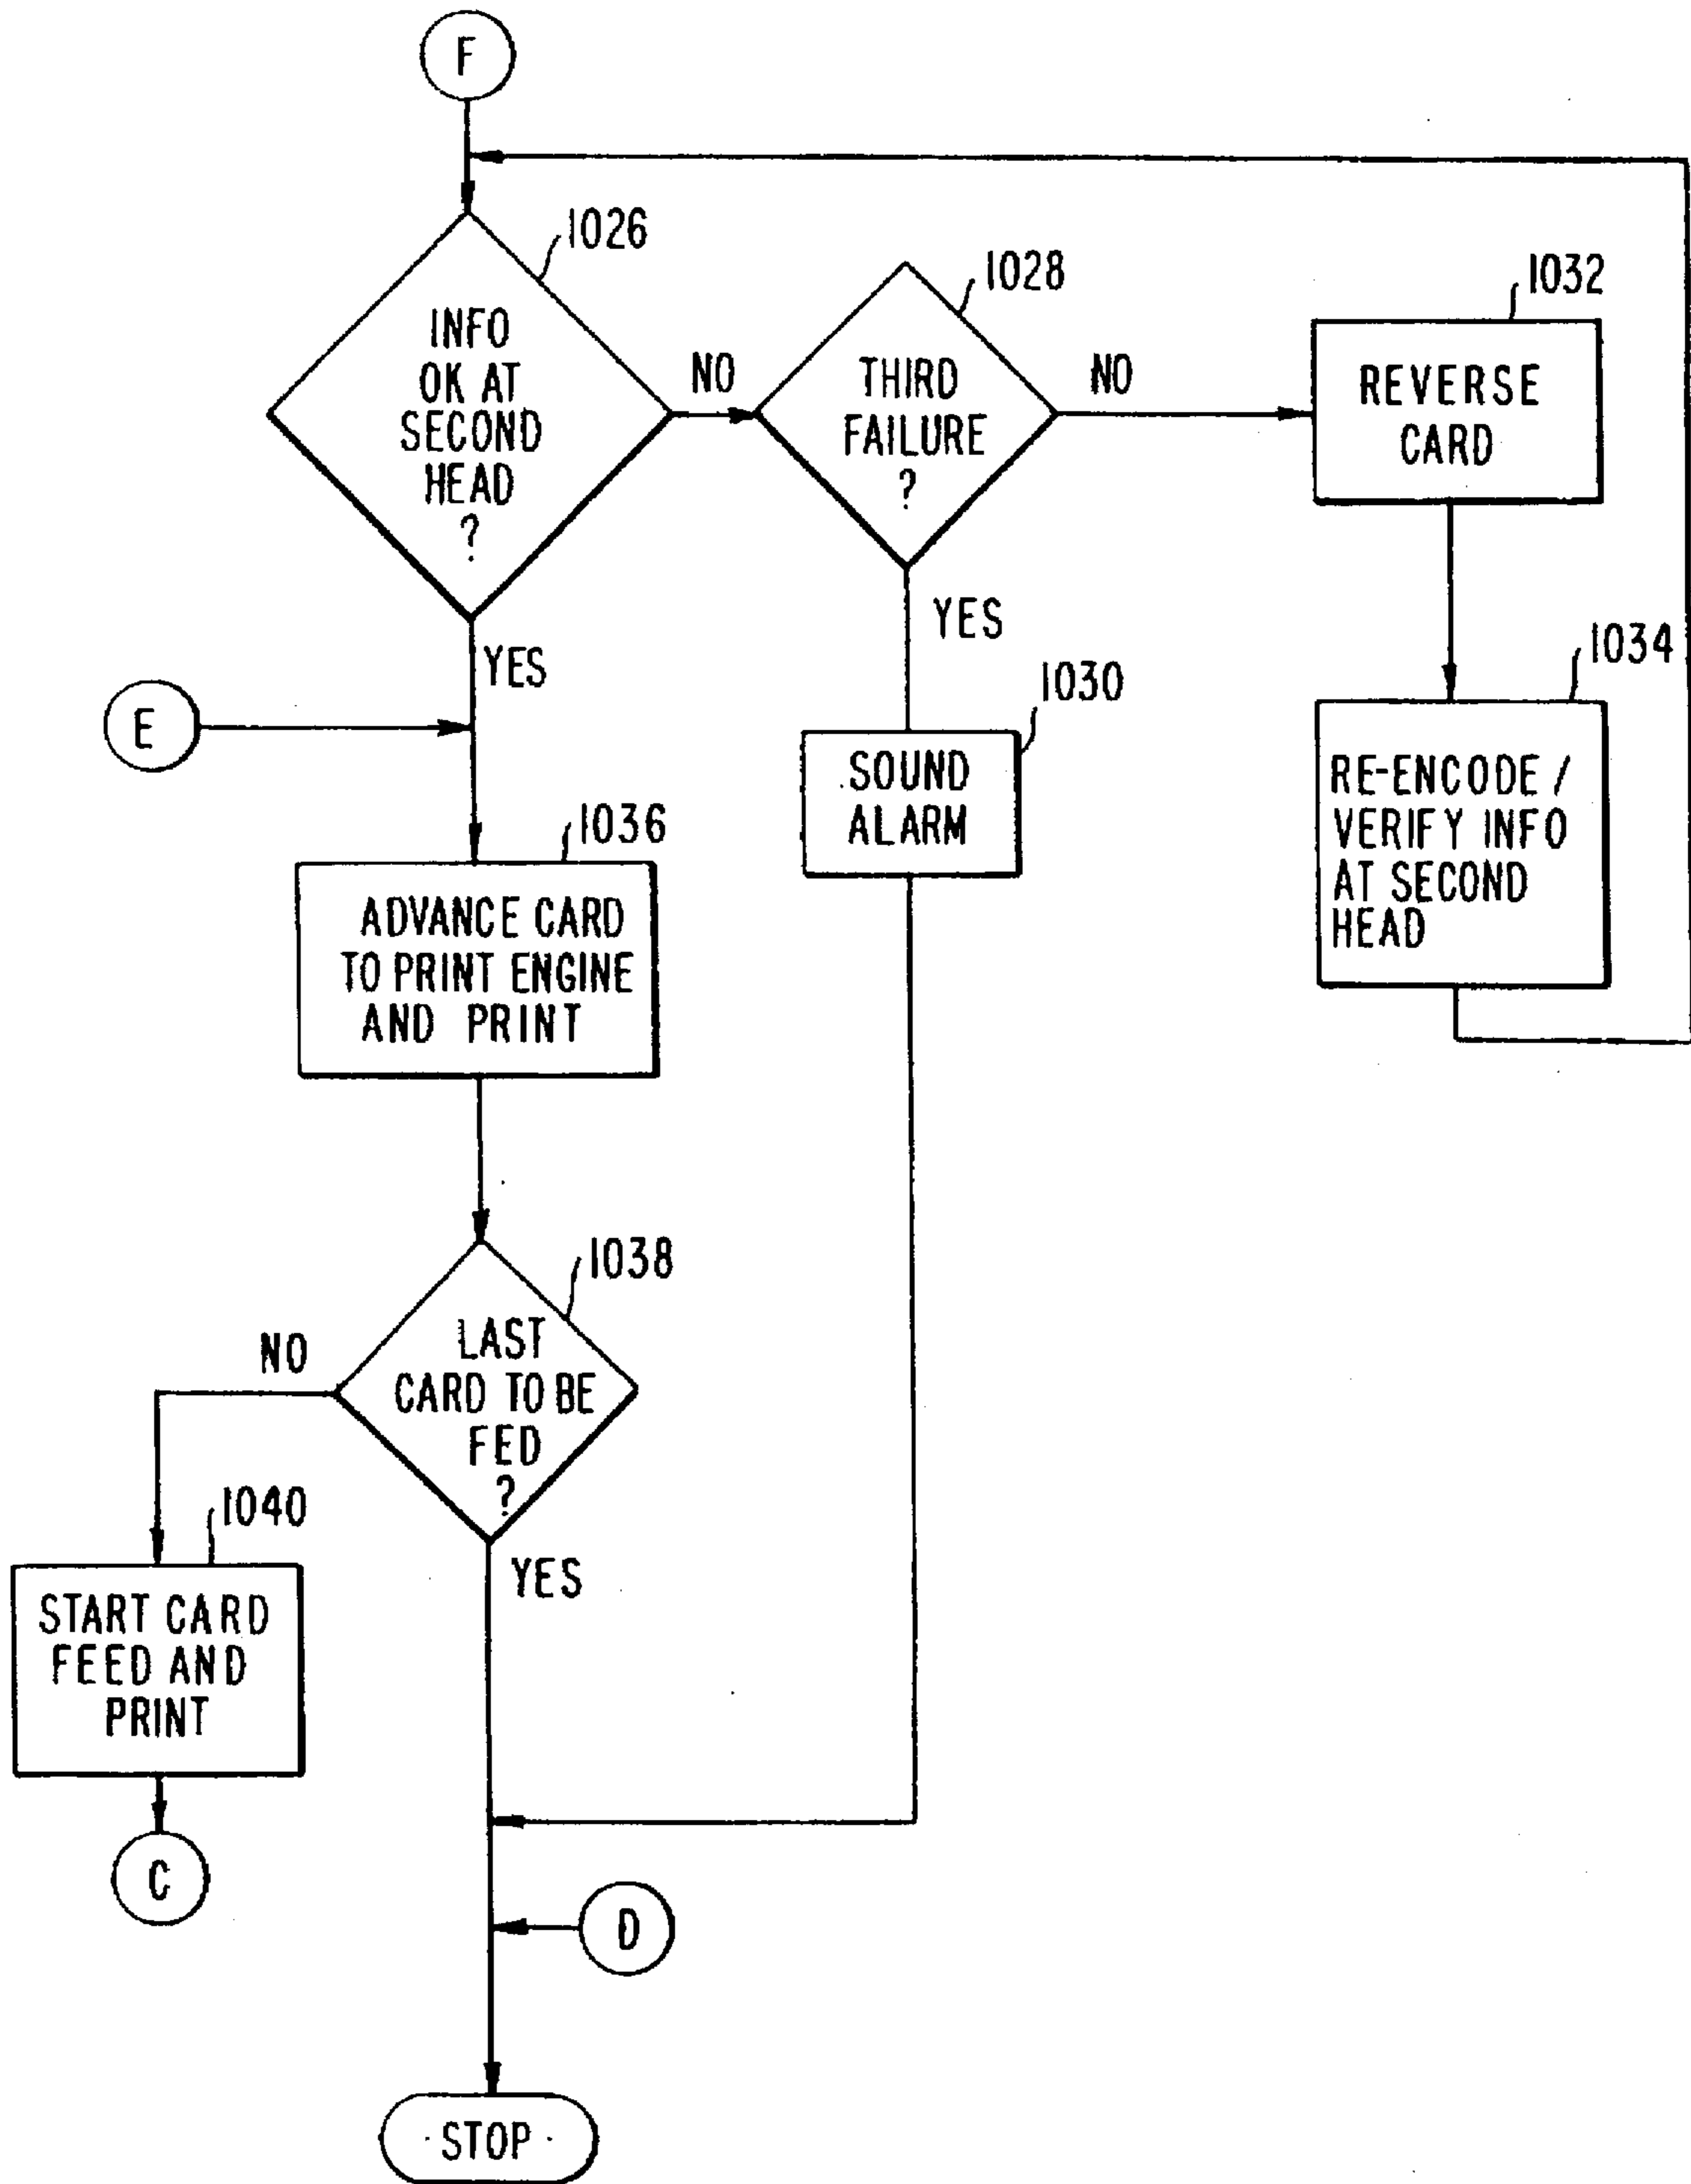 F
1026
INFO
OK AT
SECOND
HEAD
?
NO
YES
1028
THIRD
FAILURE
?
NO
YES
1032
REVERSE
CARD
1034
RE-ENCODE /
VERIFY INFO
AT SECOND
HEAD
1030
SOUND
ALARM
E
1036
ADVANCE CARD
TO PRINT ENGINE
AND PRINT
1038
LAST
CARD TO BE
FED
?
NO
YES
1040
START CARD
FEED AND
PRINT
C
D
STOP